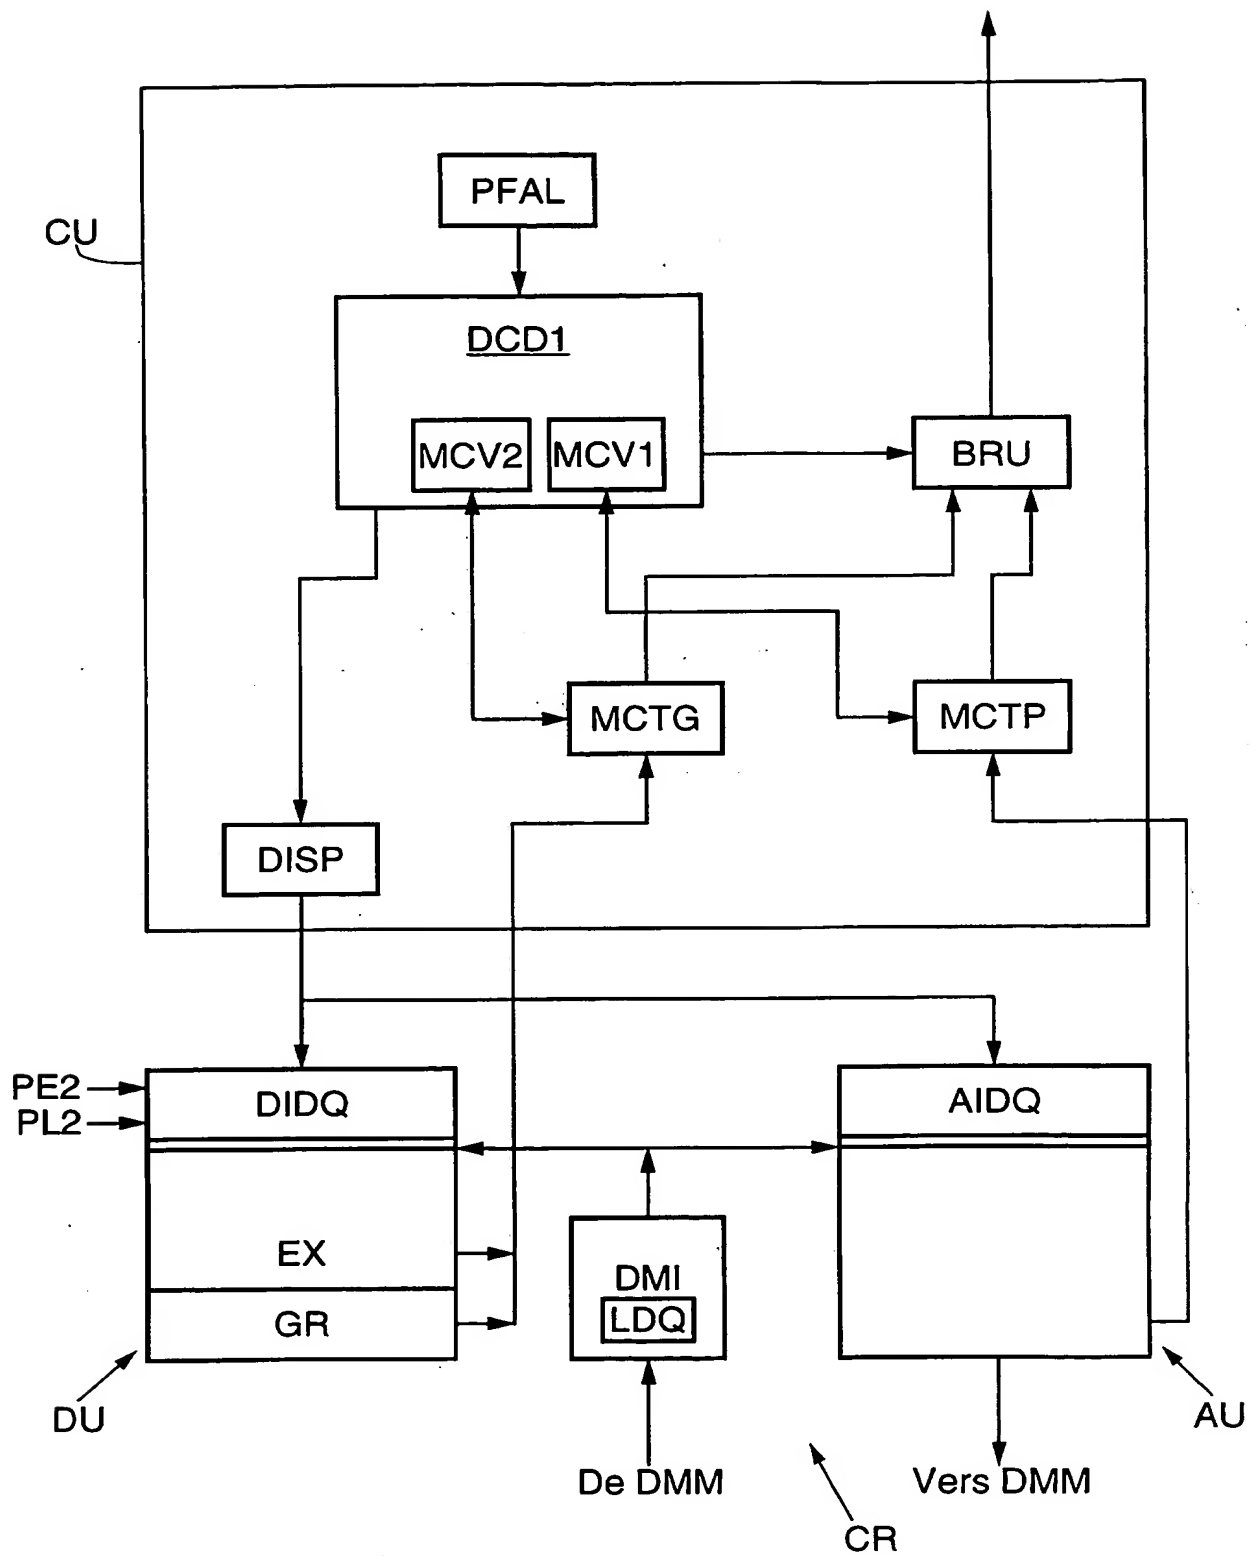 PFAL
CU
DCD1
MCV2 MCV1
BRU
MCTG
MCTP
DISP
PE2
PL2
DIDQ
AIDQ
EX
GR
DMI
LDQ
DU
AU
De DMM
Vers DMM
CR